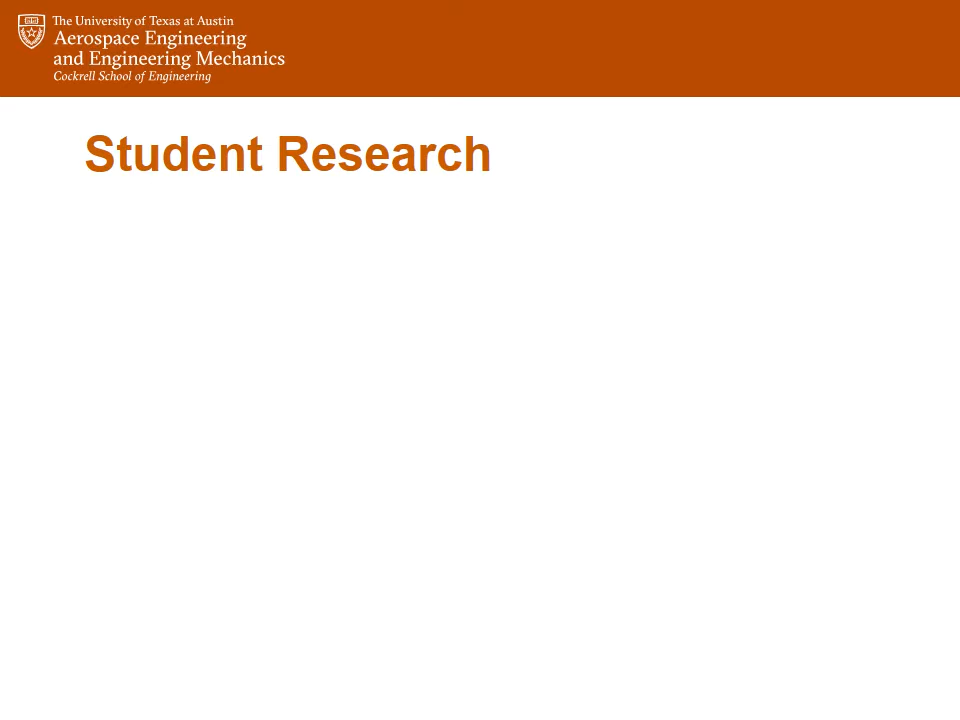 The University of Texas at Austin
Aerospace Engineering
and Engineering Mechanics
Cockrell School of Engineering
Student Research